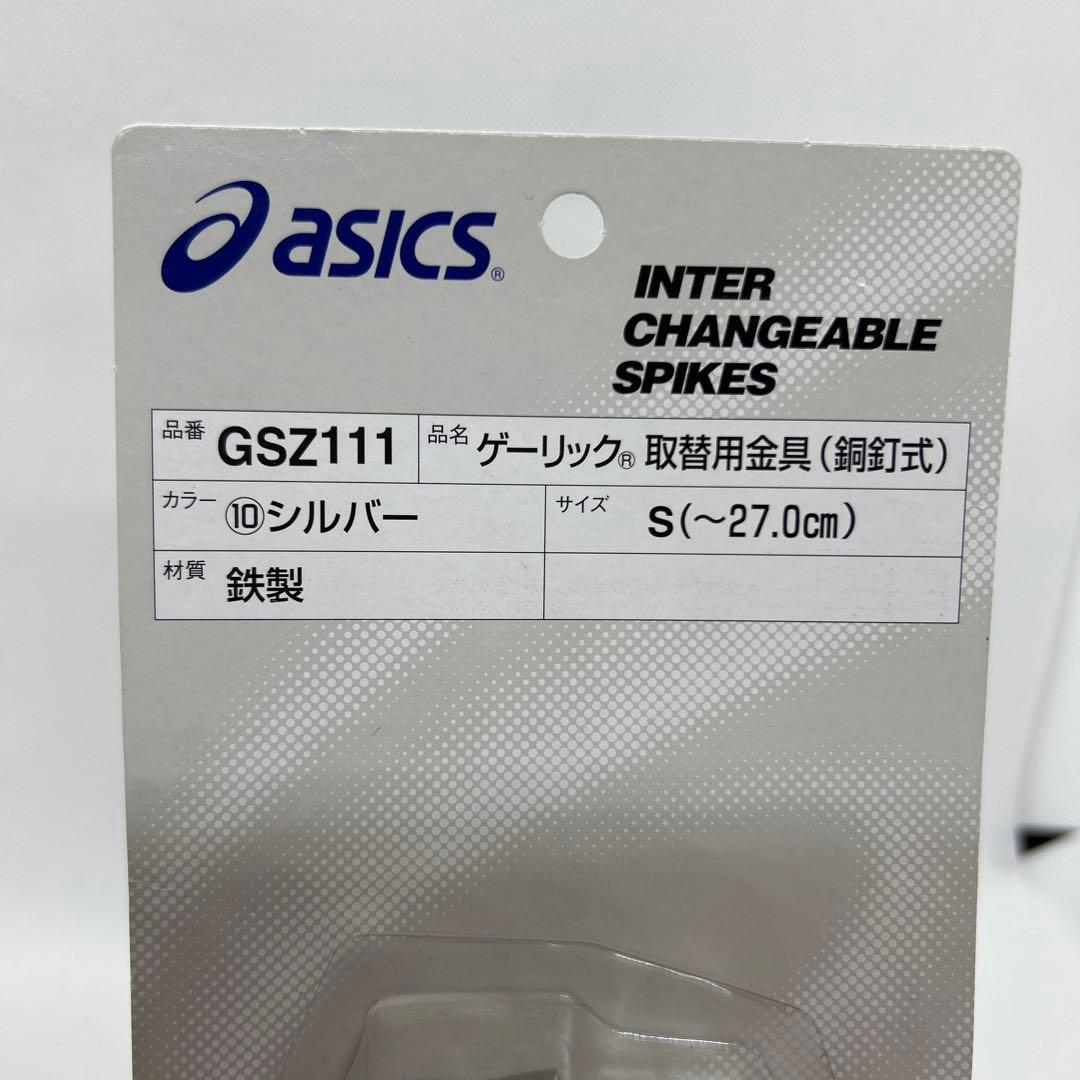 asics®
INTER
CHANGEABLE
SPIKES
品番 GSZ111 品名 ゲーリック® 取替用金具(銅釘式)
カラー ⑩シルバー サイズ S(～27.0㎝)
材質 鉄製